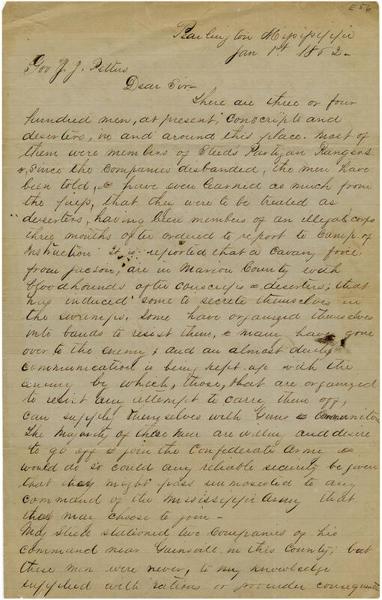 E56
Burlington Mississippi
Jan 1st 1862
Gov J. J. Pettus
Dear Sir
There are three or four
hundred men, at present; conscripts and
deserters, in and around this place. Most of
them were members of Steeds Partizan Rangers
& since the Companies disbanded, the men have
been told, & have even learned as much from
the press, that they were to be treated as
deserters, having been members of an illegal corps
three months after ordered to report to Camp of
Instruction. It is reported that a Cavary force
from Jacson, are in Marion County with
bloodhounds after conscrips & deserters; that
has induced some to secrete themselves in
the swamps. Some have organized themselves
into bands to resist them, & many have gone
over to the enemy; and an almost daily
communication is being kept up with the
enemy by which, those, that are organized
to resist any attempt to carry them off,
can supply themselves with Guns &
The Majority of these men are willing and desire
to go off & join the Confederate Army &
would do so could any reliable security be given
that they might pass unmolested to any
command of the Mississippi Army that
they may choose to join—
Maj Steed stationed two Companies of his
command near Gainsville in this County; but
these men were never, to my knowledge
supplied with rations or provender consequently